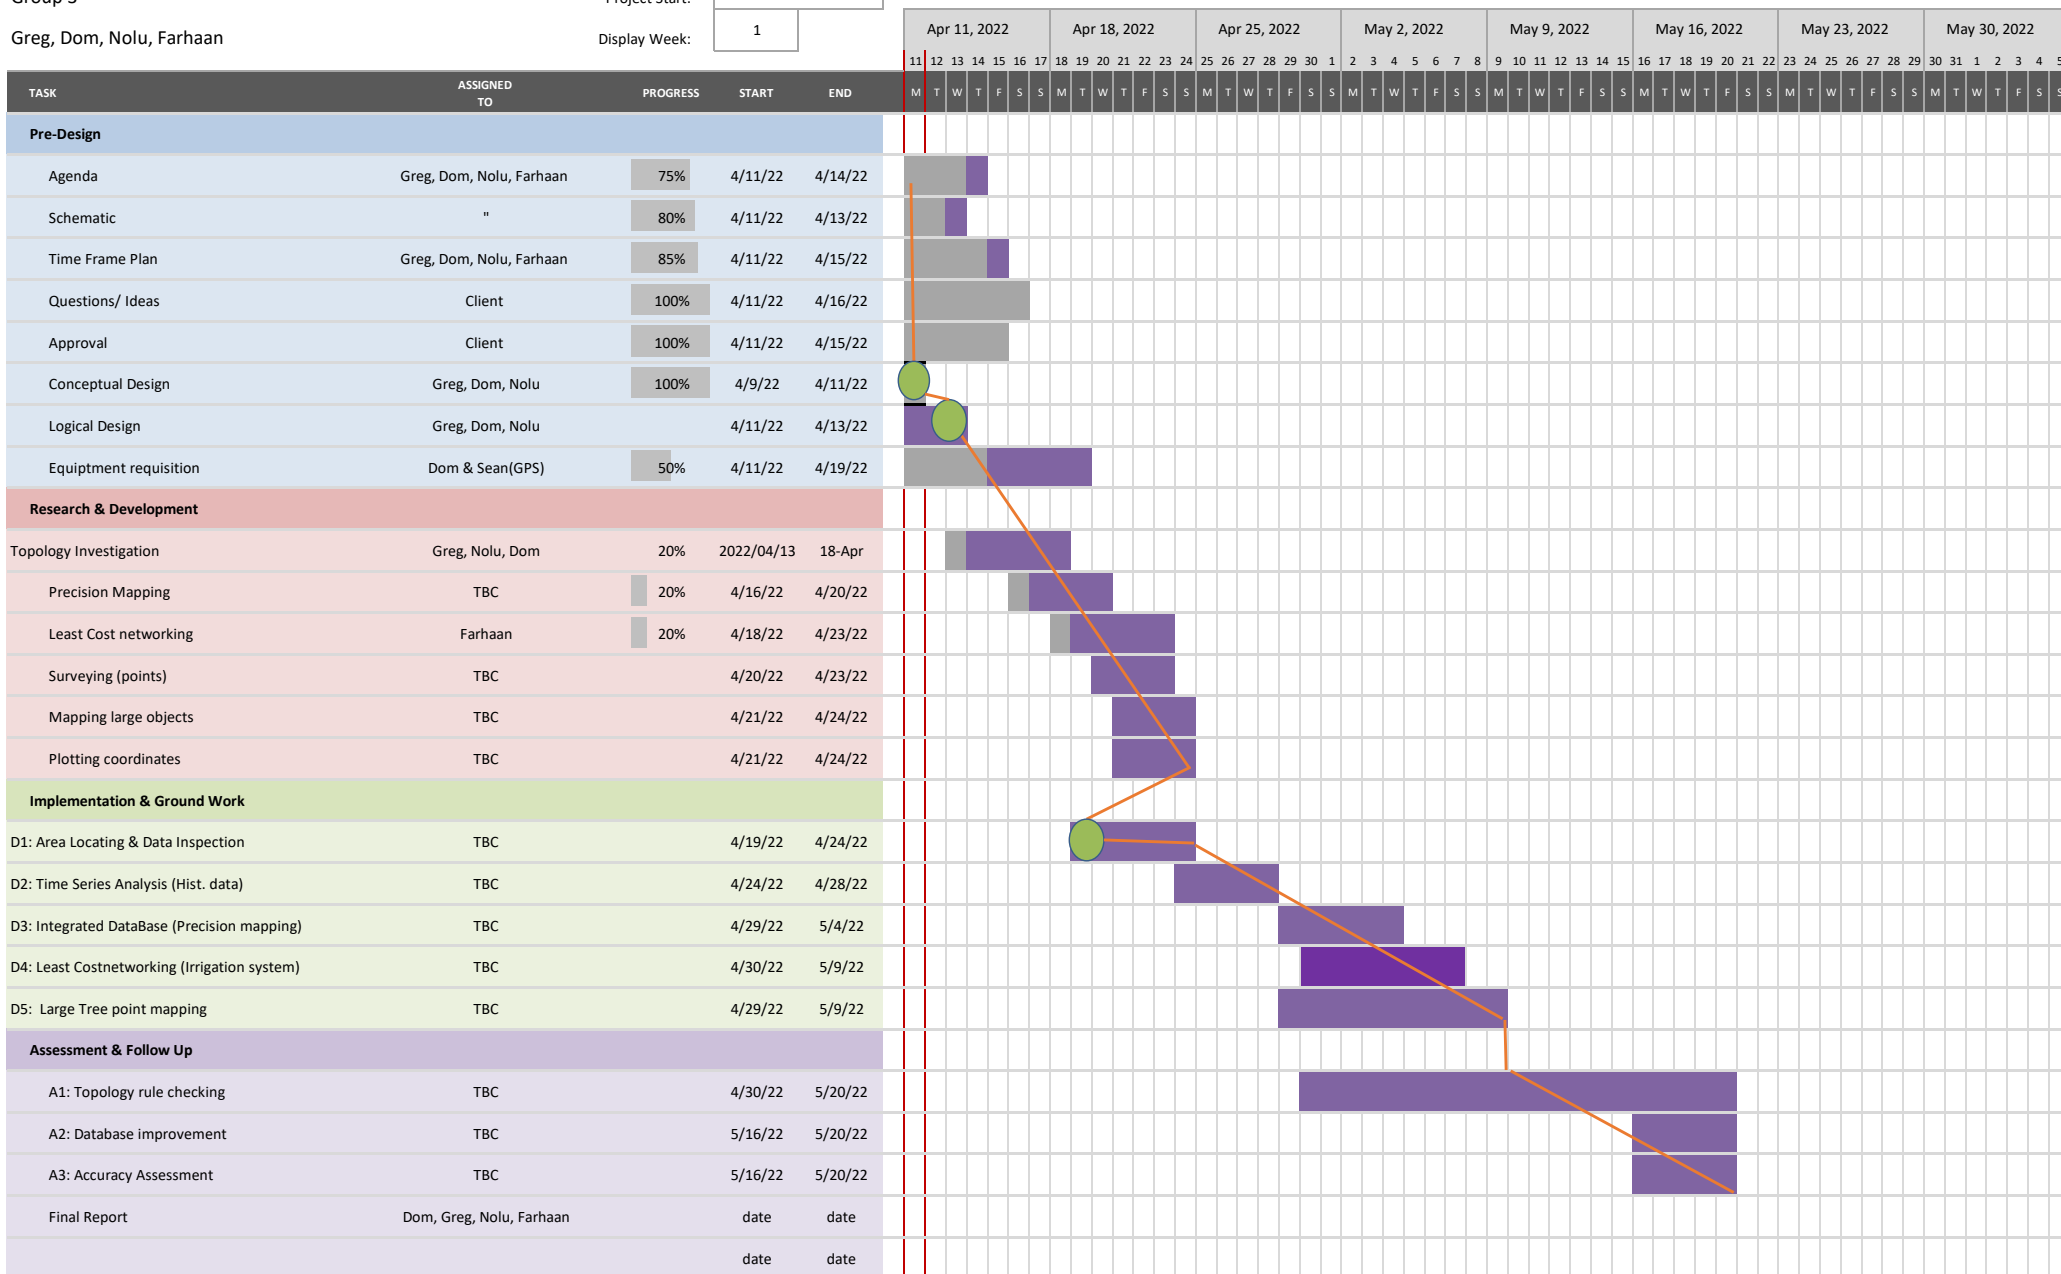 Group 3
Project Start:
Greg, Dom, Nolu, Farhaan
Display Week: 1
Apr 11, 2022 Apr 18, 2022 Apr 25, 2022 May 2, 2022 May 9, 2022 May 16, 2022 May 23, 2022 May 30, 2022
11 12 13 14 15 16 17 18 19 20 21 22 23 24 25 26 27 28 29 30 1 2 3 4 5 6 7 8 9 10 11 12 13 14 15 16 17 18 19 20 21 22 23 24 25 26 27 28 29 30 31 1 2 3 4 5
TASK ASSIGNED TO PROGRESS START END M T W T F S S M T W T F S S M T W T F S S M T W T F S S M T W T F S S M T W T F S S M T W T F S S M T W T F S S
Pre-Design
Agenda Greg, Dom, Nolu, Farhaan 75% 4/11/22 4/14/22
Schematic " 80% 4/11/22 4/13/22
Time Frame Plan Greg, Dom, Nolu, Farhaan 85% 4/11/22 4/15/22
Questions/ Ideas Client 100% 4/11/22 4/16/22
Approval Client 100% 4/11/22 4/15/22
Conceptual Design Greg, Dom, Nolu 100% 4/9/22 4/11/22
Logical Design Greg, Dom, Nolu 4/11/22 4/13/22
Equiptment requisition Dom & Sean(GPS) 50% 4/11/22 4/19/22
Research & Development
Topology Investigation Greg, Nolu, Dom 20% 2022/04/13 18-Apr
Precision Mapping TBC 20% 4/16/22 4/20/22
Least Cost networking Farhaan 20% 4/18/22 4/23/22
Surveying (points) TBC 4/20/22 4/23/22
Mapping large objects TBC 4/21/22 4/24/22
Plotting coordinates TBC 4/21/22 4/24/22
Implementation & Ground Work
D1: Area Locating & Data Inspection TBC 4/19/22 4/24/22
D2: Time Series Analysis (Hist. data) TBC 4/24/22 4/28/22
D3: Integrated DataBase (Precision mapping) TBC 4/29/22 5/4/22
D4: Least Costnetworking (Irrigation system) TBC 4/30/22 5/9/22
D5: Large Tree point mapping TBC 4/29/22 5/9/22
Assessment & Follow Up
A1: Topology rule checking TBC 4/30/22 5/20/22
A2: Database improvement TBC 5/16/22 5/20/22
A3: Accuracy Assessment TBC 5/16/22 5/20/22
Final Report Dom, Greg, Nolu, Farhaan date date
date date